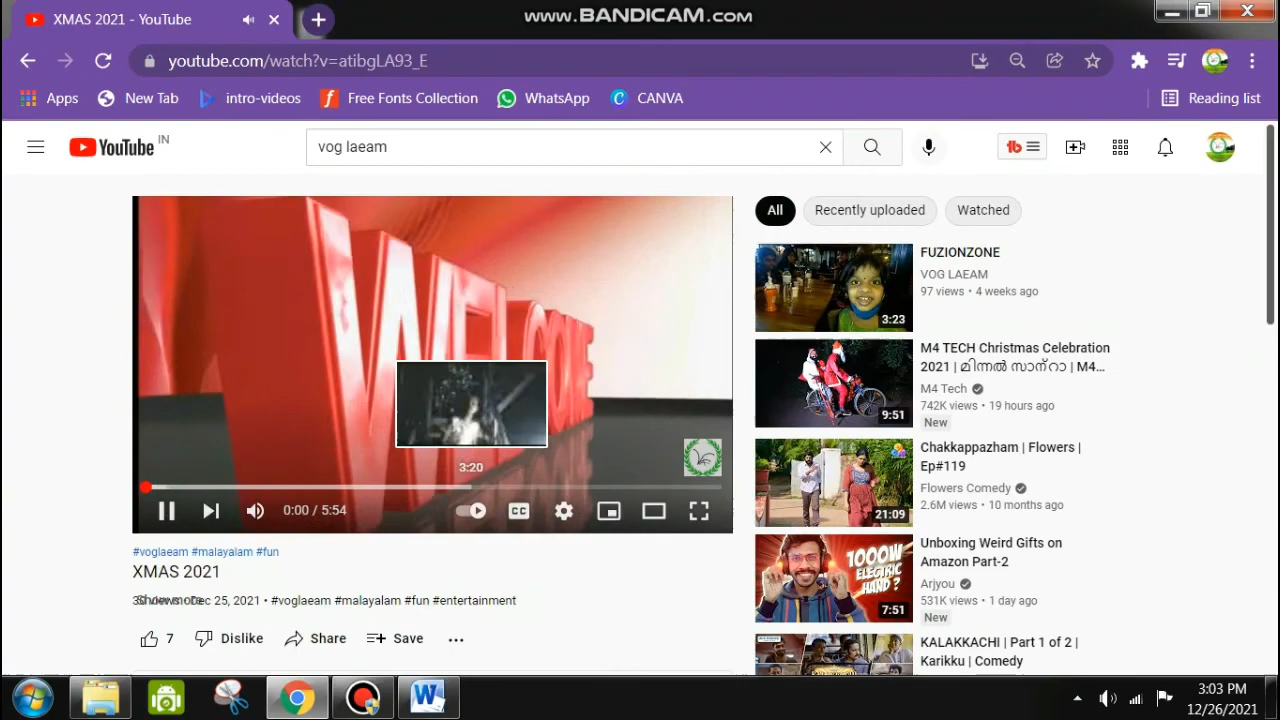 www.BANDICAM.com
XMAS 2021 - YouTube
youtube.com/watch?v=atibgLA93_E
Apps
New Tab
intro-videos
Free Fonts Collection
WhatsApp
CANVA
Reading list
YouTube IN
vog laeam
WELCOME
3:20
0:00 / 5:54
CC
#voglaeam #malayalam #fun
XMAS 2021
Show more
Dec 25, 2021 • #voglaeam #malayalam #fun #entertainment
7
Dislike
Share
Save
All
Recently uploaded
Watched
FUZIONZONE
VOG LAEAM
97 views • 4 weeks ago
3:23
M4 TECH Christmas Celebration
2021 | മിന്നൽ സാന്റാ | M4...
M4 Tech
742K views • 19 hours ago
New
9:51
Chakkappazham | Flowers |
Ep#119
Flowers Comedy
2.6M views • 10 months ago
21:09
Unboxing Weird Gifts on
Amazon Part-2
Arjyou
531K views • 1 day ago
New
1000W
ELECTRIC
HAND ?
7:51
KALAKKACHI | Part 1 of 2 |
Karikku | Comedy
3:03 PM
12/26/2021